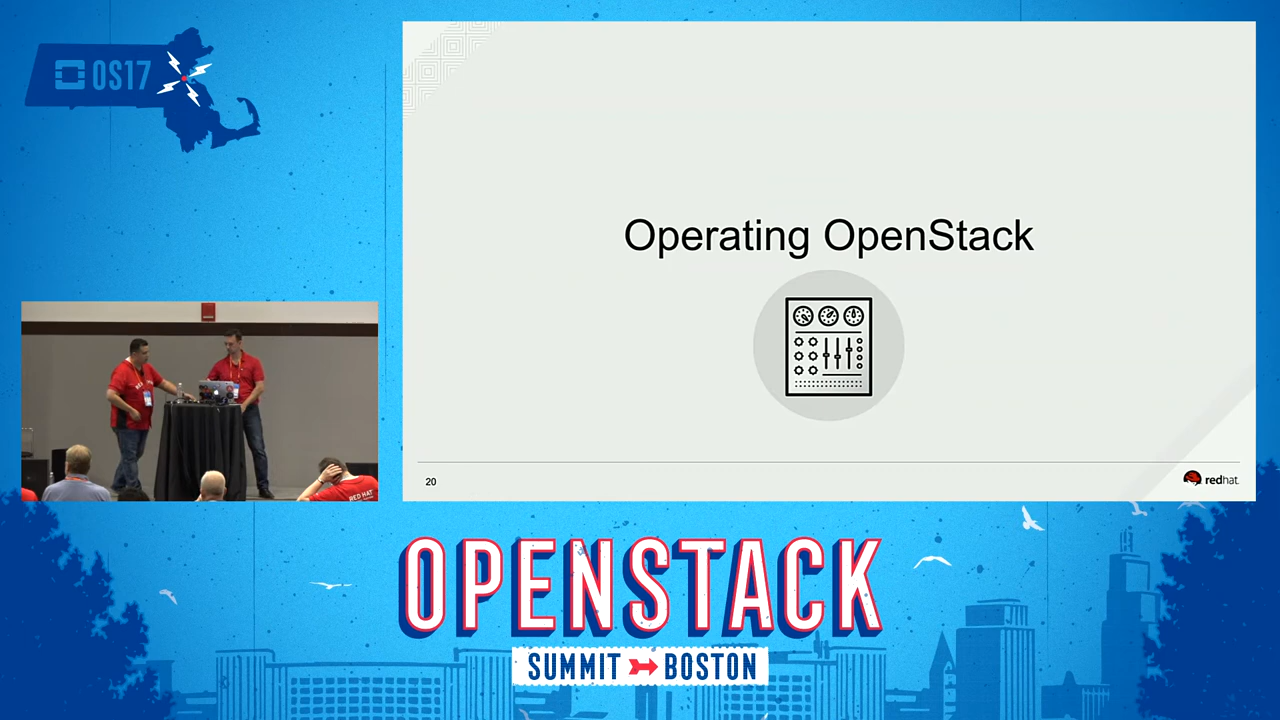 OS17
Operating OpenStack
20
redhat.
RED HAT
OPENSTACK
SUMMIT BOSTON